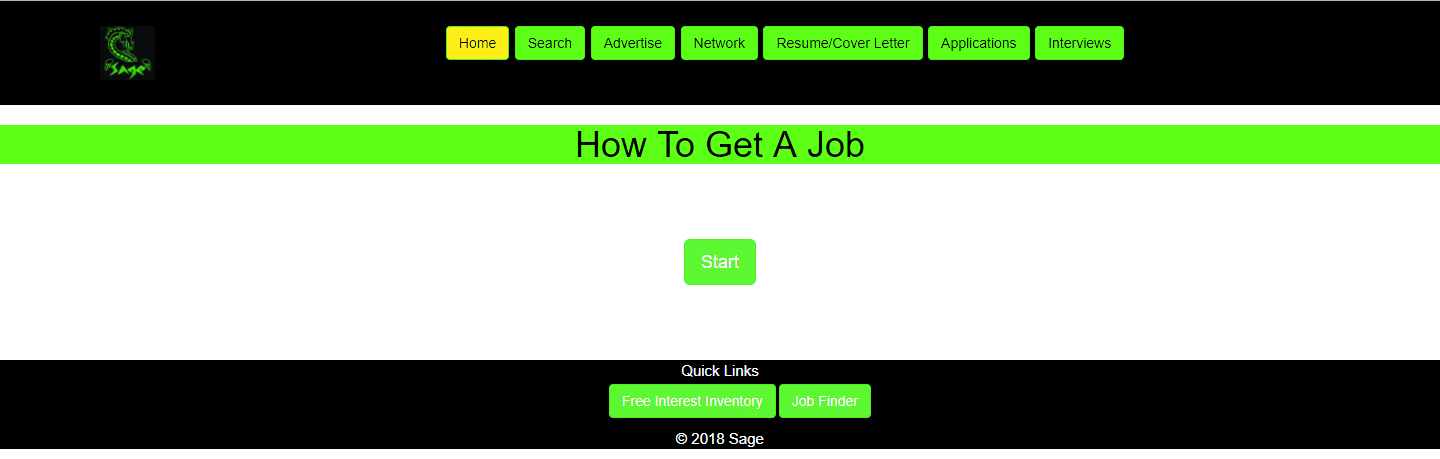 Sage
Home Search Advertise Network Resume/Cover Letter Applications Interviews
How To Get A Job
Start
Quick Links
Free Interest Inventory Job Finder
© 2018 Sage